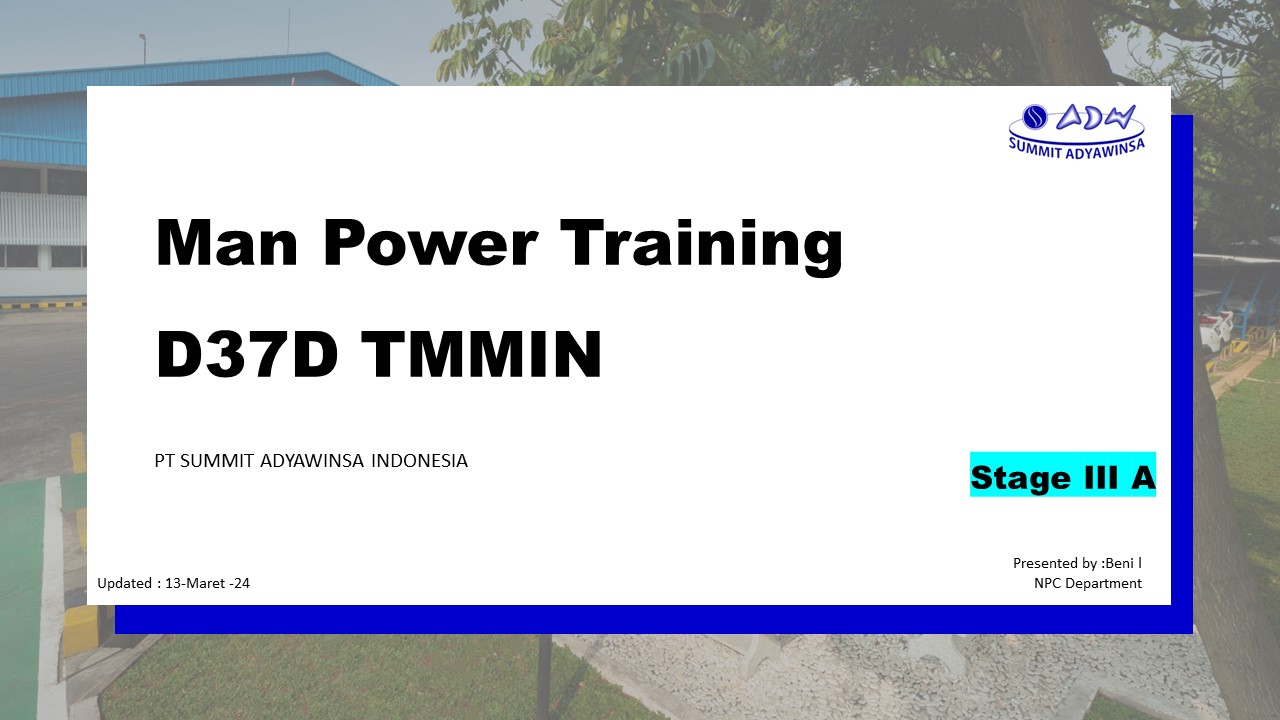 ADW
SUMMIT ADYAWINSA
Man Power Training
D37D TMMIN
PT SUMMIT ADYAWINSA INDONESIA
Stage III A
Presented by :Beni l
NPC Department
Updated : 13-Maret -24